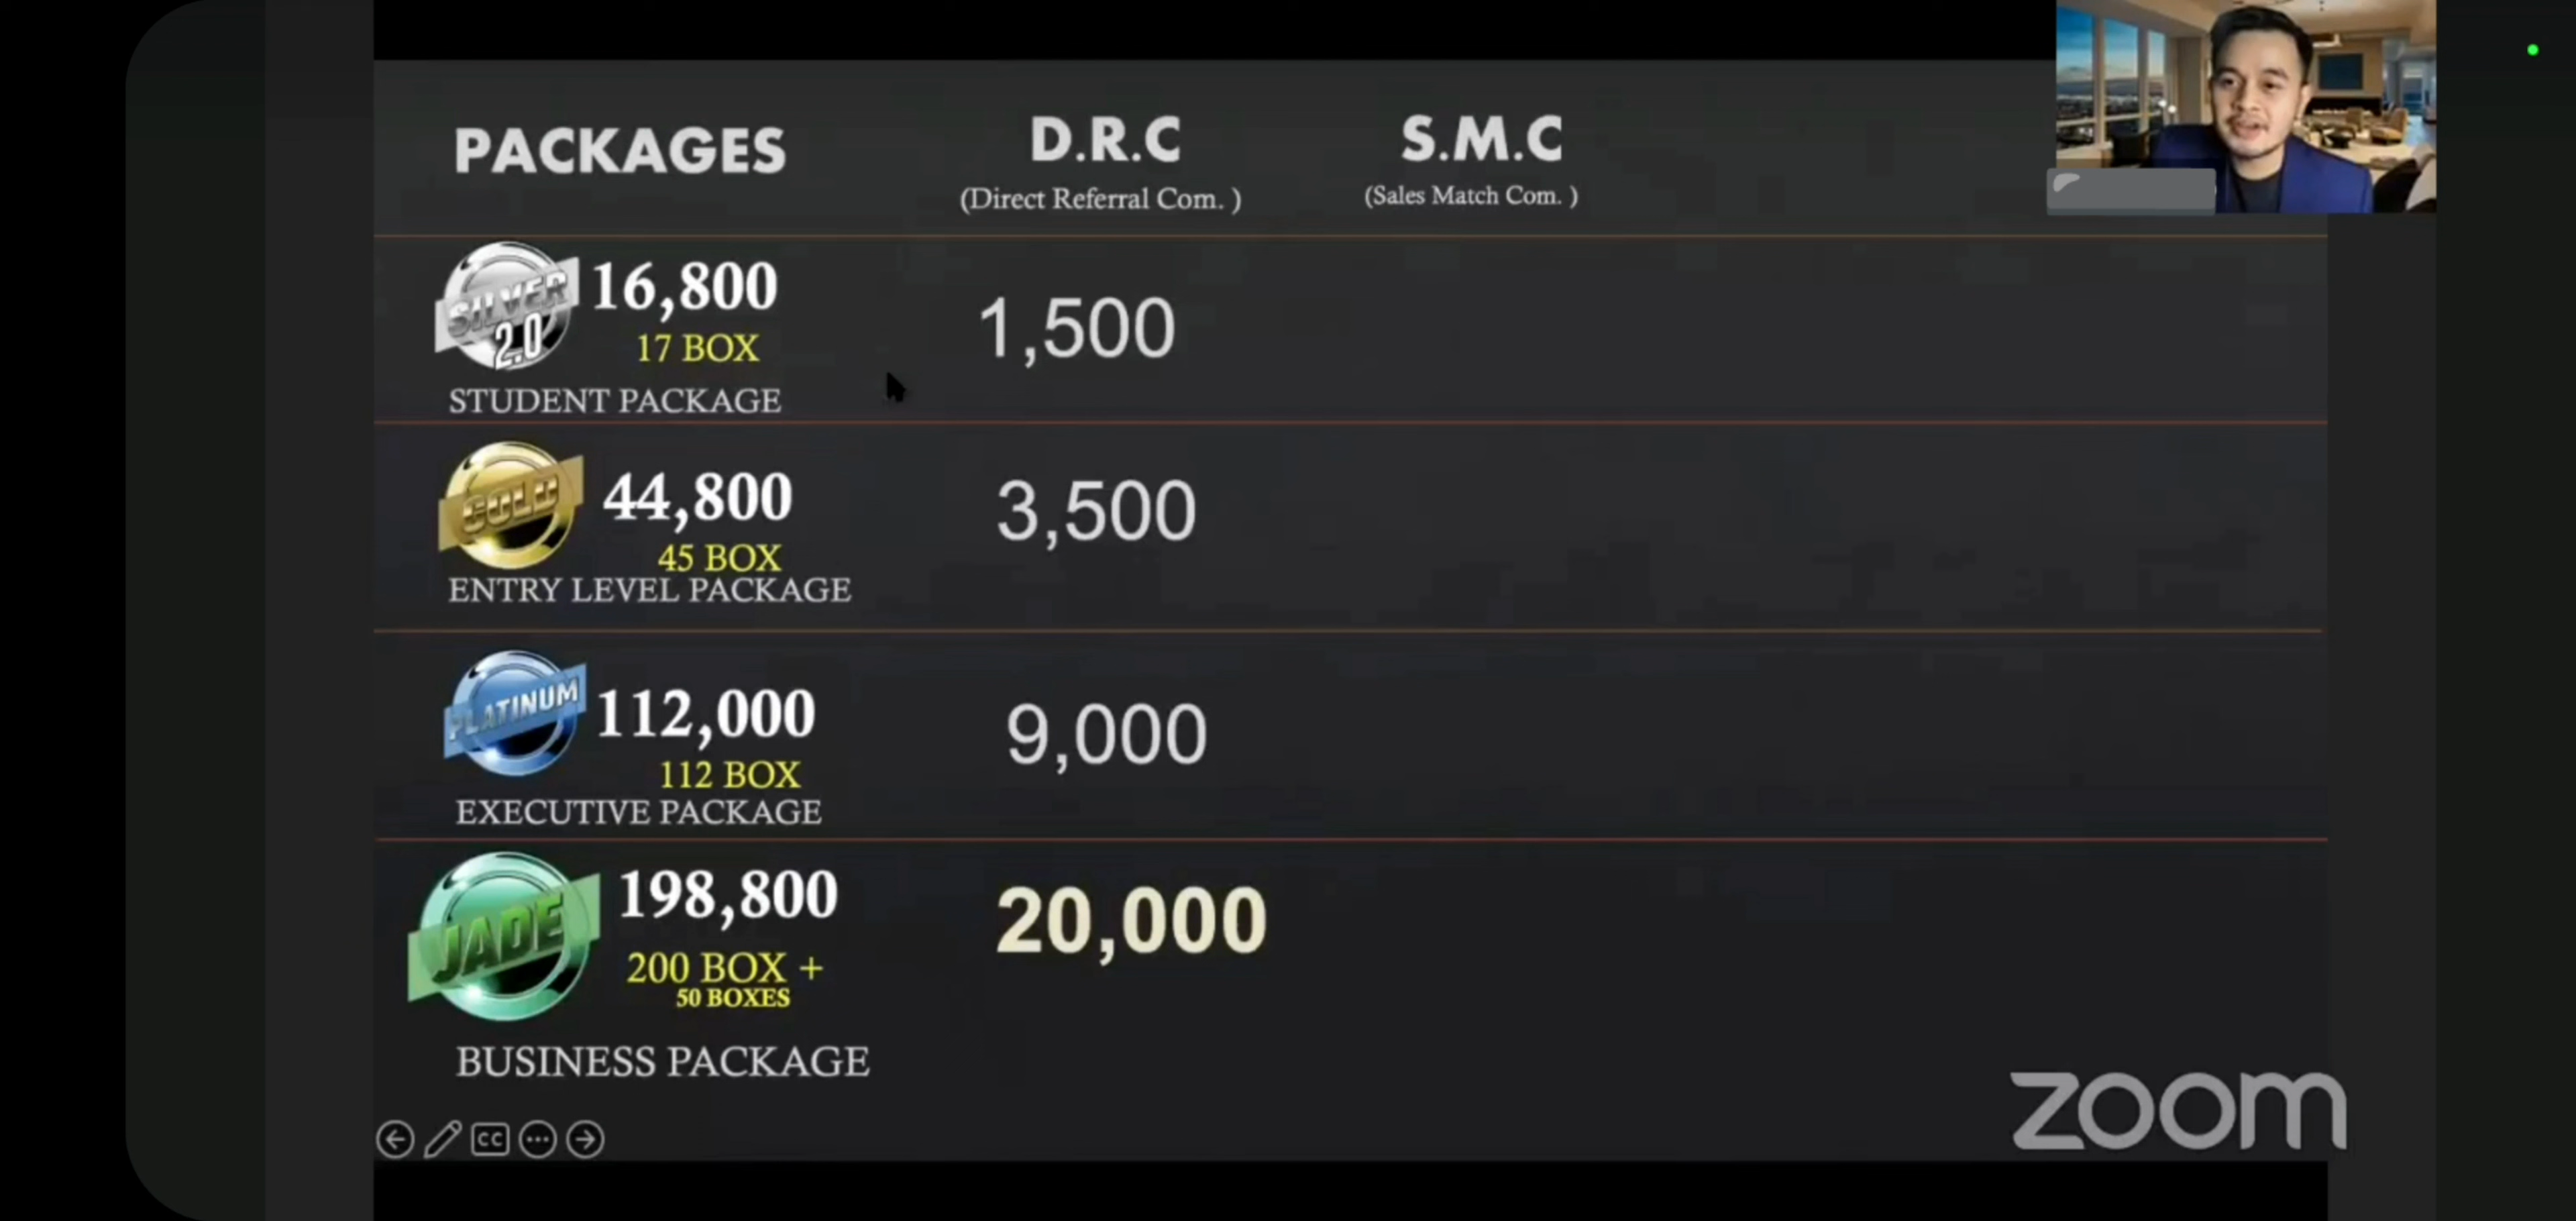 PACKAGES
D.R.C
(Direct Referral Com. )
S.M.C
(Sales Match Com. )
SILVER
2.0
16,800
17 BOX
STUDENT PACKAGE
1,500
GOLD
44,800
45 BOX
ENTRY LEVEL PACKAGE
3,500
PLATINUM
112,000
112 BOX
EXECUTIVE PACKAGE
9,000
JADE
198,800
200 BOX +
50 BOXES
BUSINESS PACKAGE
20,000
CC
zoom